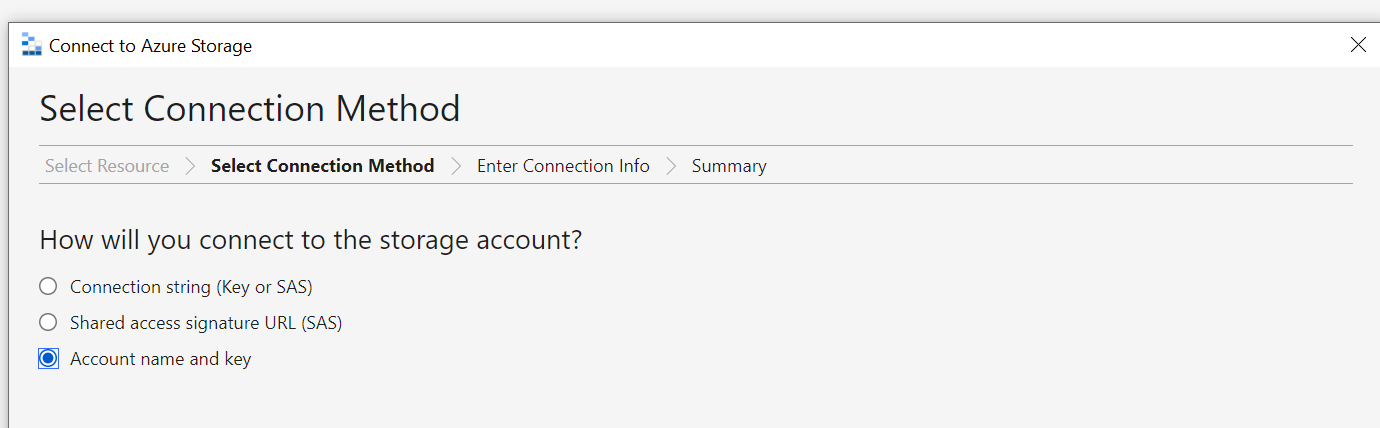 Connect to Azure Storage
Select Connection Method
Select Resource Select Connection Method Enter Connection Info Summary
How will you connect to the storage account?
Connection string (Key or SAS)
Shared access signature URL (SAS)
Account name and key